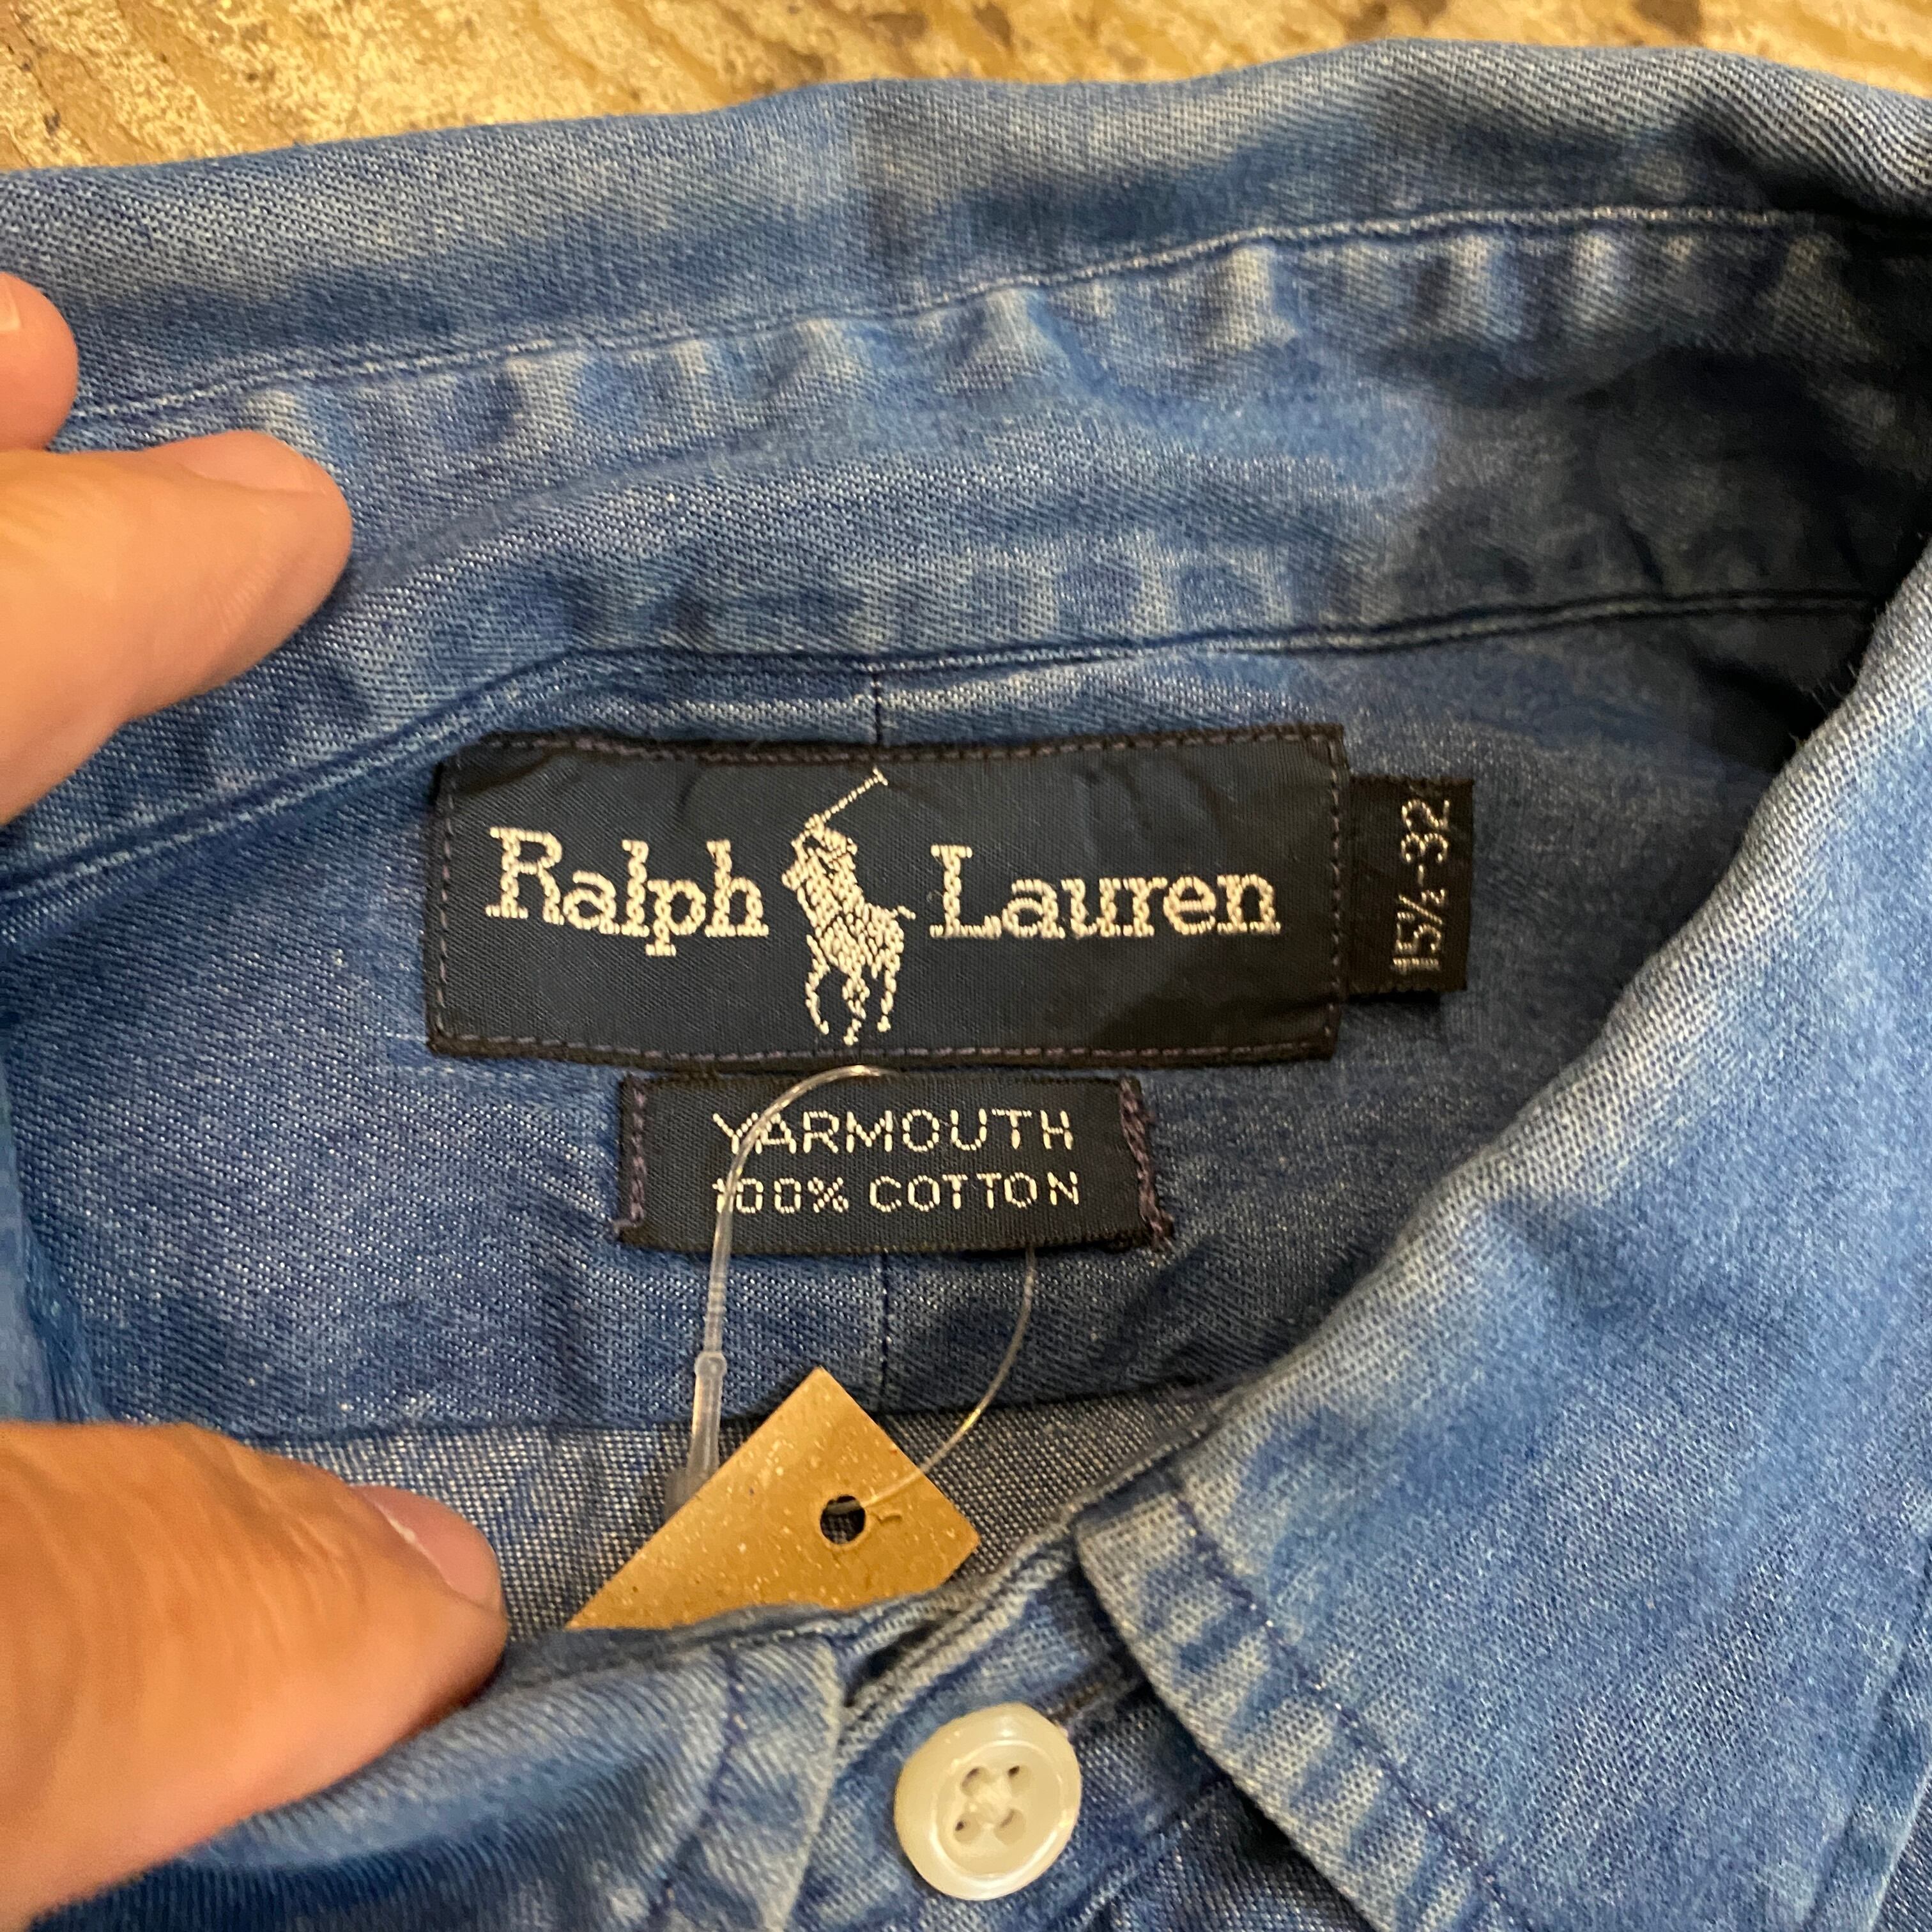 Ralph Lauren
15½-32
YARMOUTH
100% COTTON